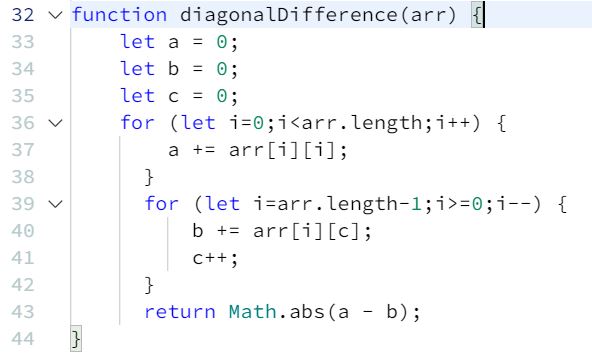 32 function diagonalDifference(arr) {
33     let a = 0;
34     let b = 0;
35     let c = 0;
36     for (let i=0;i<arr.length;i++) {
37         a += arr[i][i];
38       }
39       for (let i=arr.length-1;i>=0;i--) {
40           b += arr[i][c];
41           c++;
42       }
43       return Math.abs(a - b);
44 }